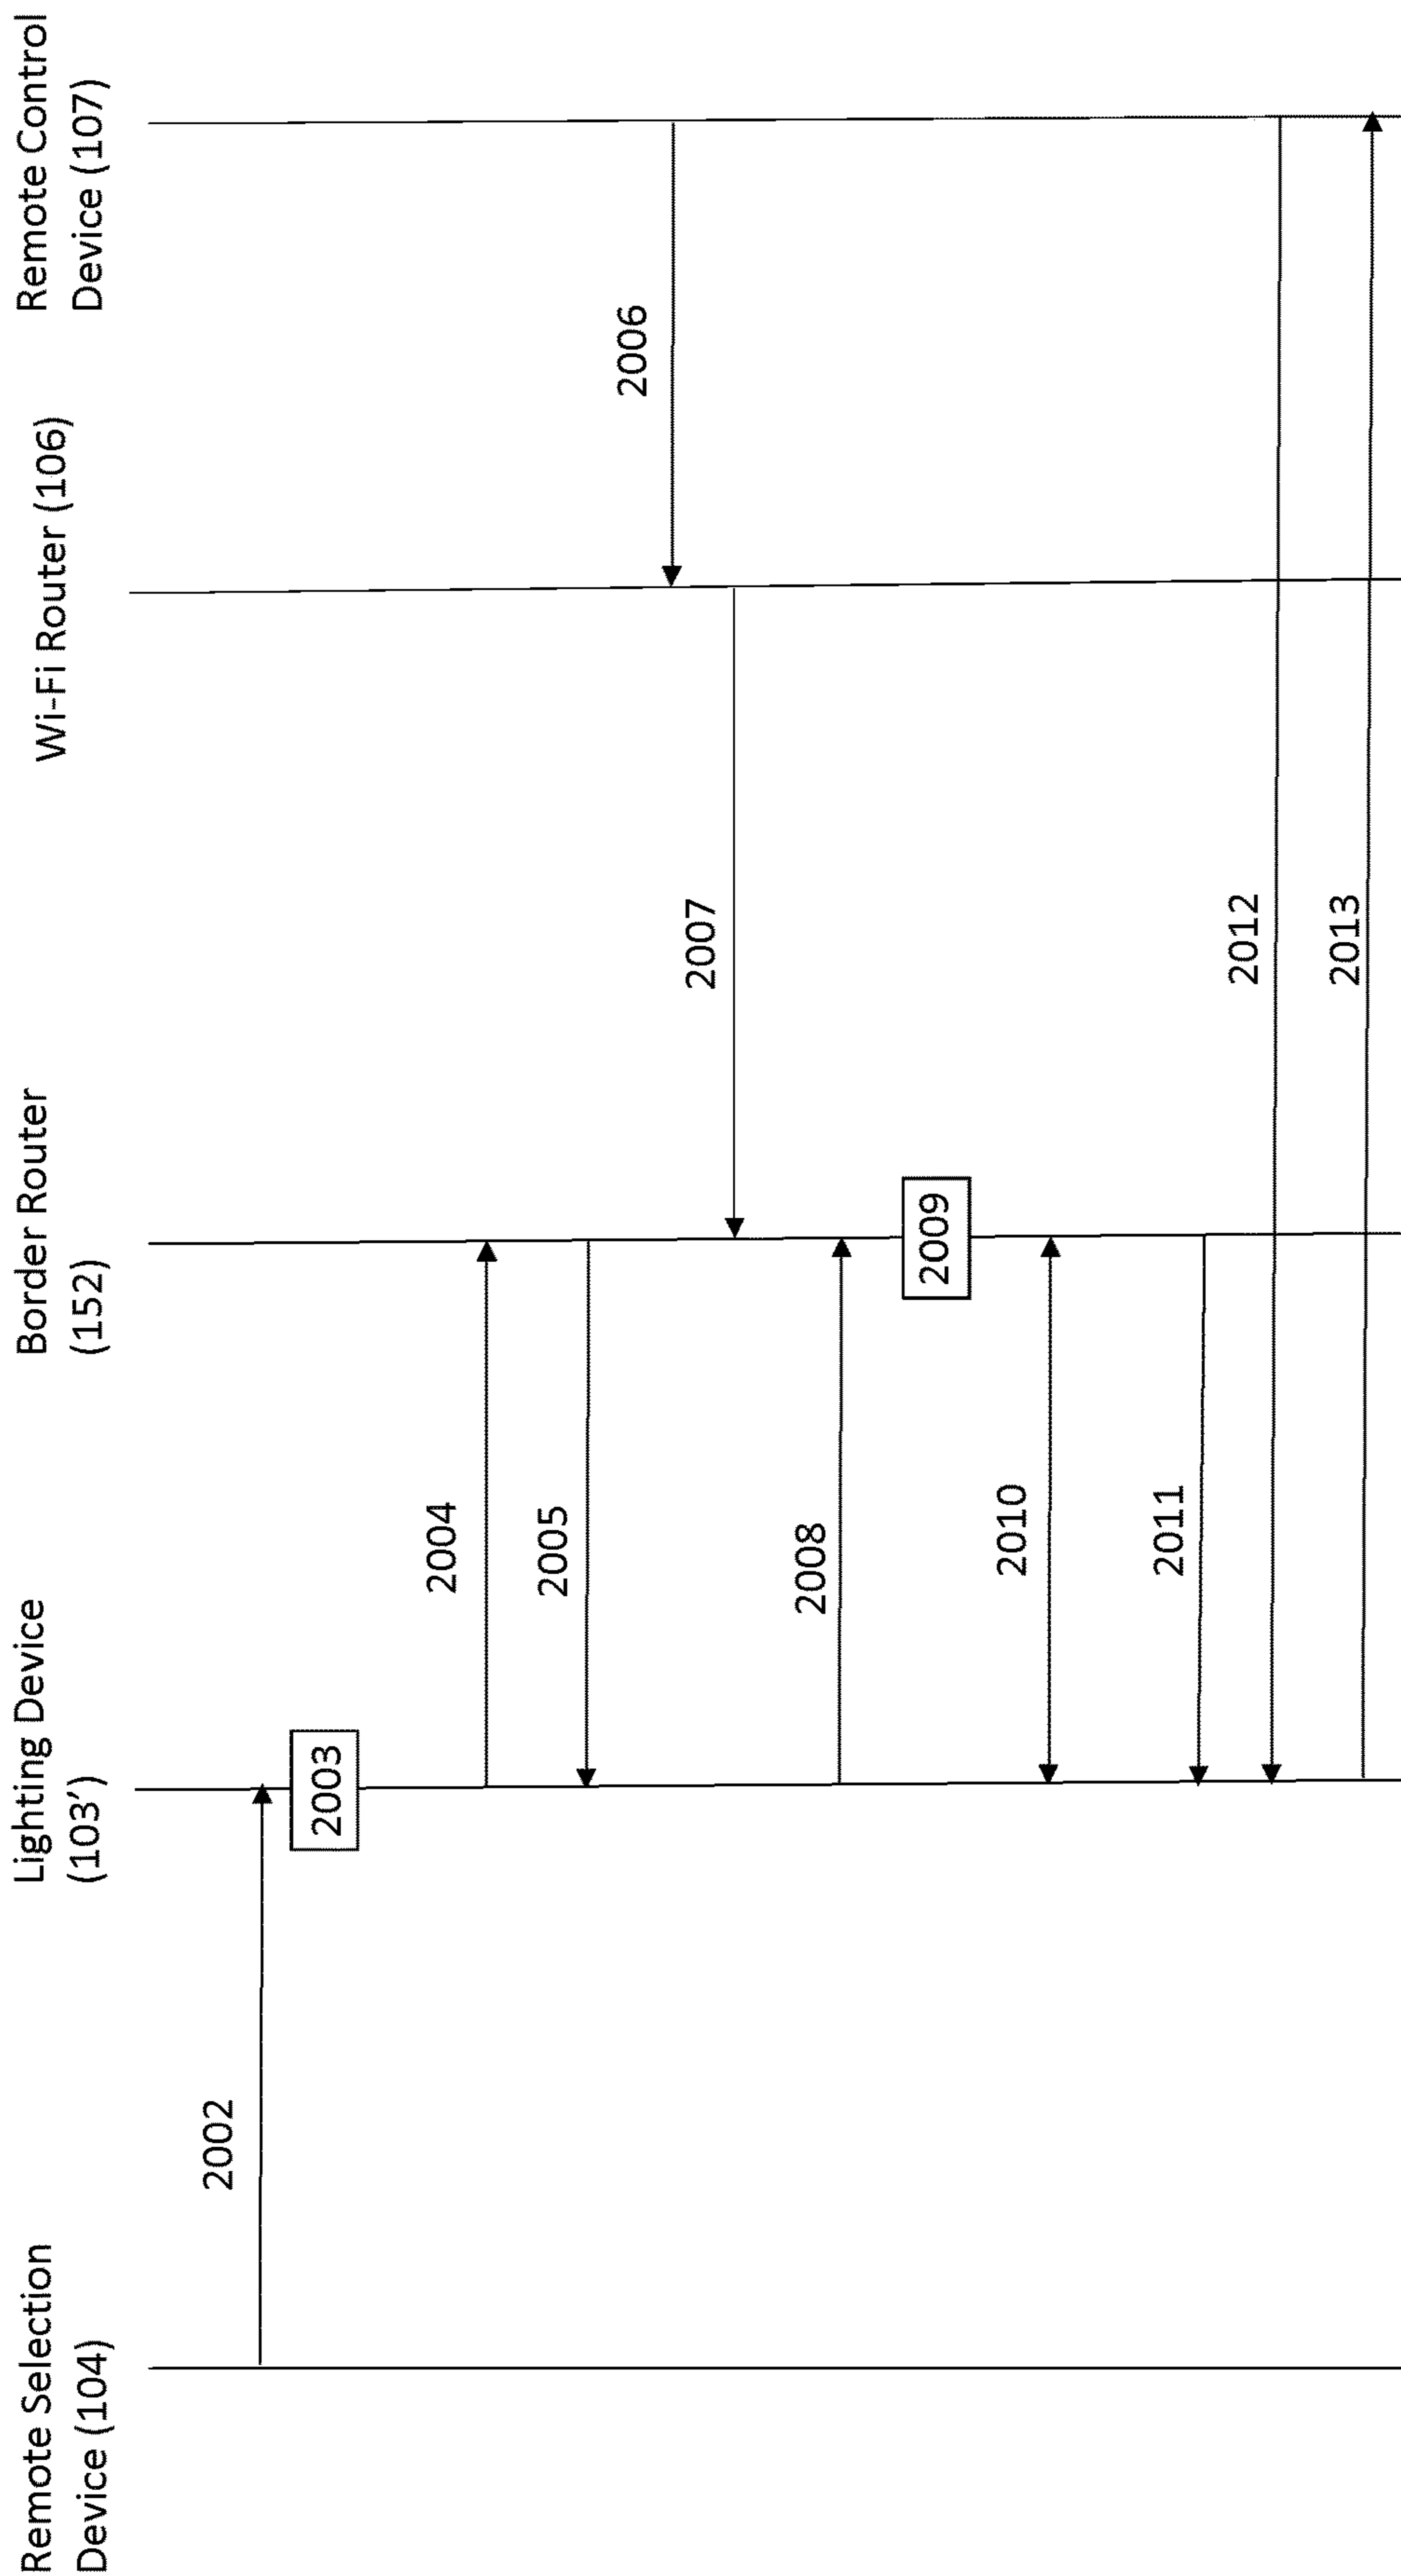 Remote Selection
Device (104)
Lighting Device
(103')
Border Router
(152)
Wi-Fi Router (106)
Remote Control
Device (107)
2002
2003
2004
2005
2006
2007
2008
2009
2010
2011
2012
2013